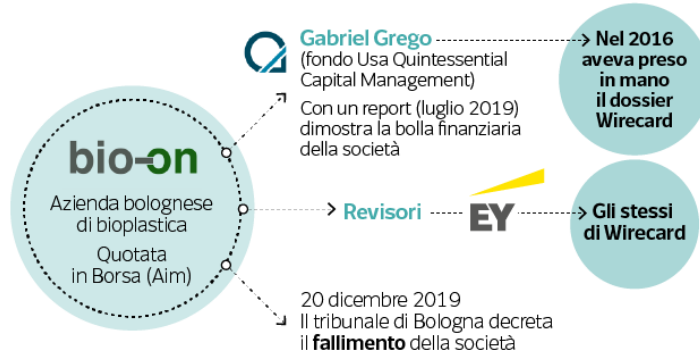 bio-on
Azienda bolognese
di bioplastica
Quotata
in Borsa (Aim)
Gabriel Grego
(fondo Usa Quintessential
Capital Management)
Con un report (luglio 2019)
dimostra la bolla finanziaria
della società
Nel 2016
aveva preso
in mano
il dossier
Wirecard
Revisori
EY
Gli stessi
di Wirecard
20 dicembre 2019
Il tribunale di Bologna decreta
il fallimento della società